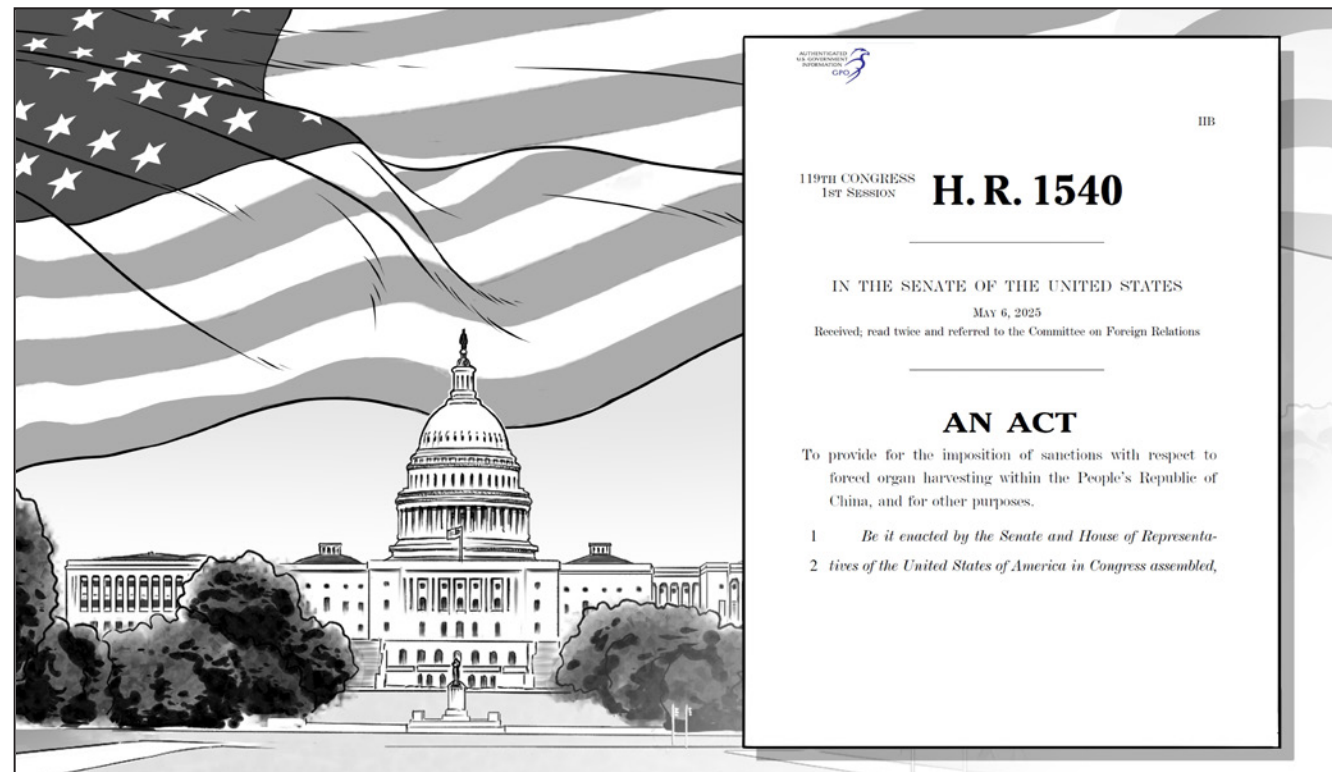 AUTHENTICATED
U.S. GOVERNMENT
INFORMATION
GPO
IIB
119TH CONGRESS
1ST SESSION
H. R. 1540
IN THE SENATE OF THE UNITED STATES
MAY 6, 2025
Received; read twice and referred to the Committee on Foreign Relations
AN ACT
To provide for the imposition of sanctions with respect to
forced organ harvesting within the People's Republic of
China, and for other purposes.
1 Be it enacted by the Senate and House of Representa-
2 tives of the United States of America in Congress assembled,